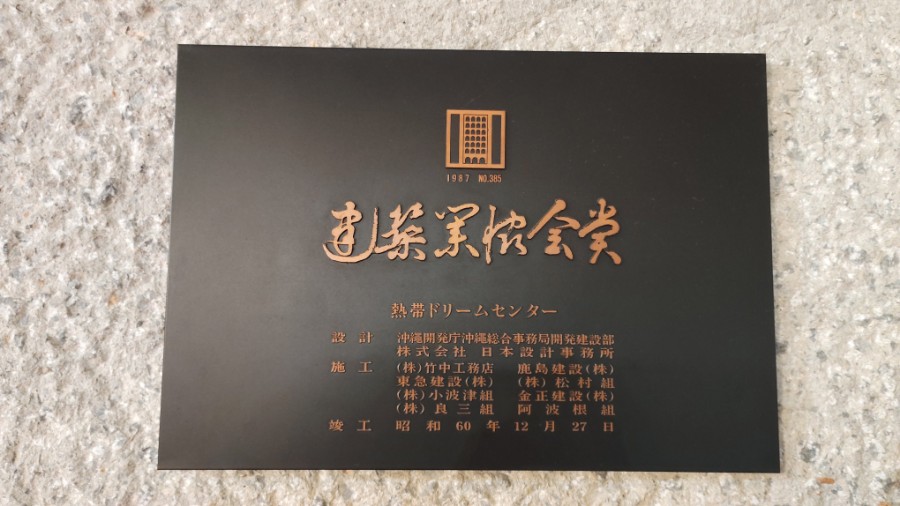 1987 NO.385
建築業協会賞
熱帯ドリームセンター
設計 沖縄開発庁沖縄総合事務局開発建設部
株式会社 日本設計事務所
施工 (株)竹中工務店 鹿島建設(株)
東急建設(株) (株)松村組
(株)小波津組 金正建設(株)
(株)良三組 阿波根組
竣工 昭和60年12月27日